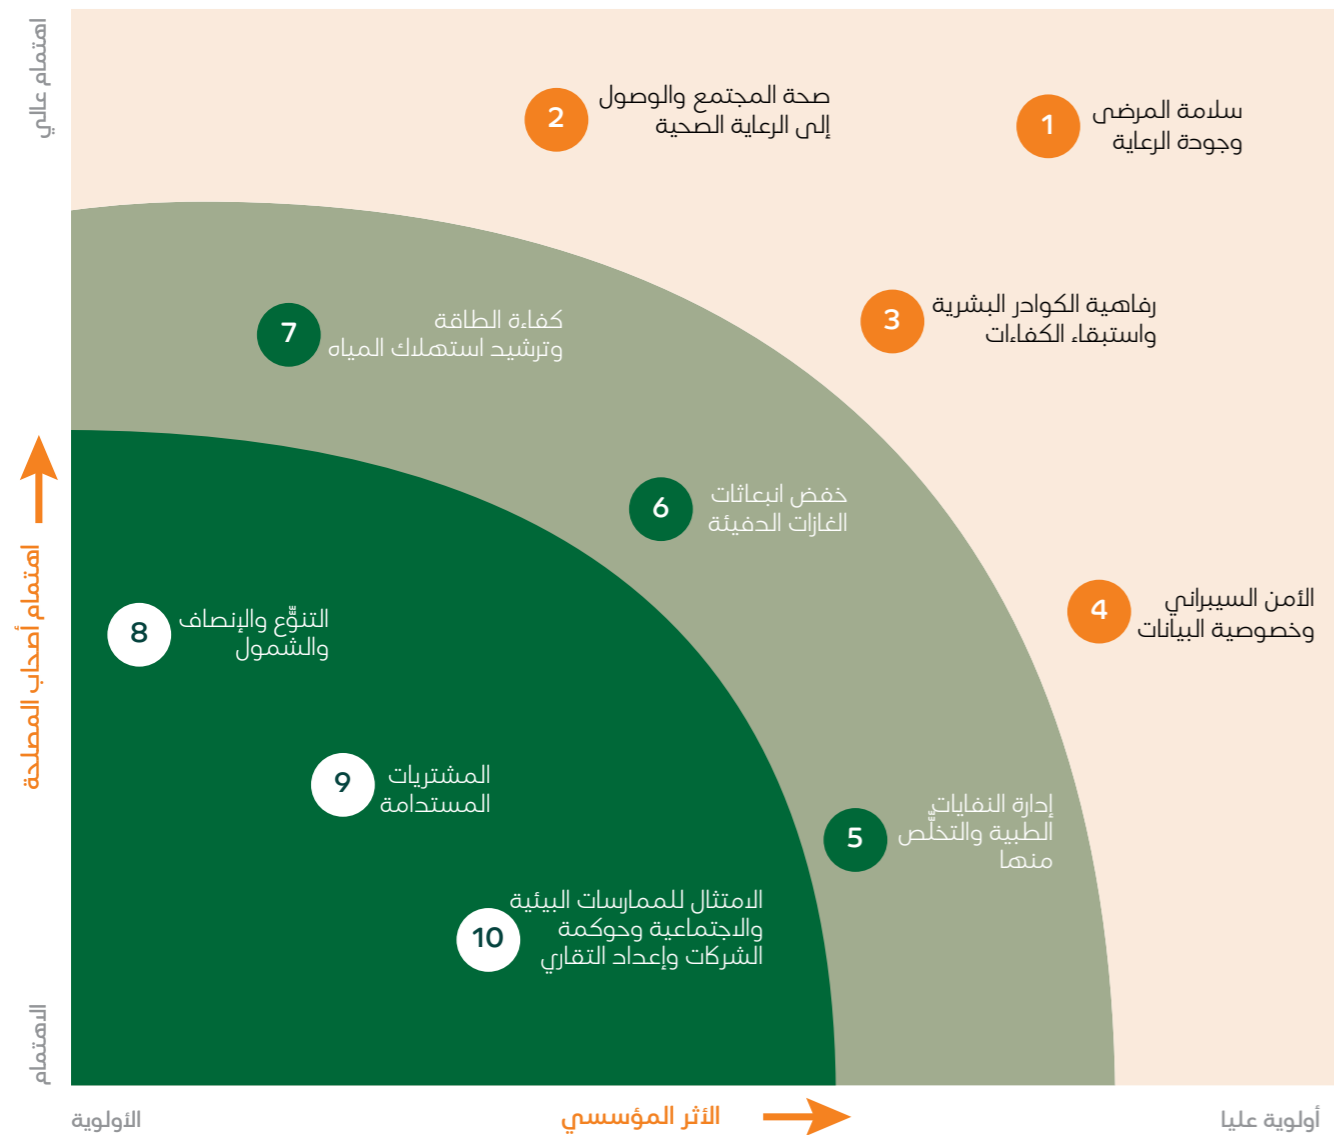 اهتمام عالي
1
سلامة المرضى
وجودة الرعاية
2
صحة المجتمع والوصول
إلى الرعاية الصحية
3
رفاهية الكوادر البشرية
واستبقاء الكفاءات
7
كفاءة الطاقة
وترشيد استهلاك المياه
6
خفض انبعاثات
الغازات الدفيئة
4
الأمن السيبراني
وخصوصية البيانات
8
التنوُّع والإنصاف
والشمول
9
المشتريات
المستدامة
5
إدارة النفايات
الطبية والتخلُّص
منها
10
الامتثال للممارسات البيئية
والاجتماعية وحوكمة
الشركات وإعداد التقاري
اهتمام أصحاب المصلحة
الاهتمام
أولوية عليا
الأثر المؤسسي
الأولوية